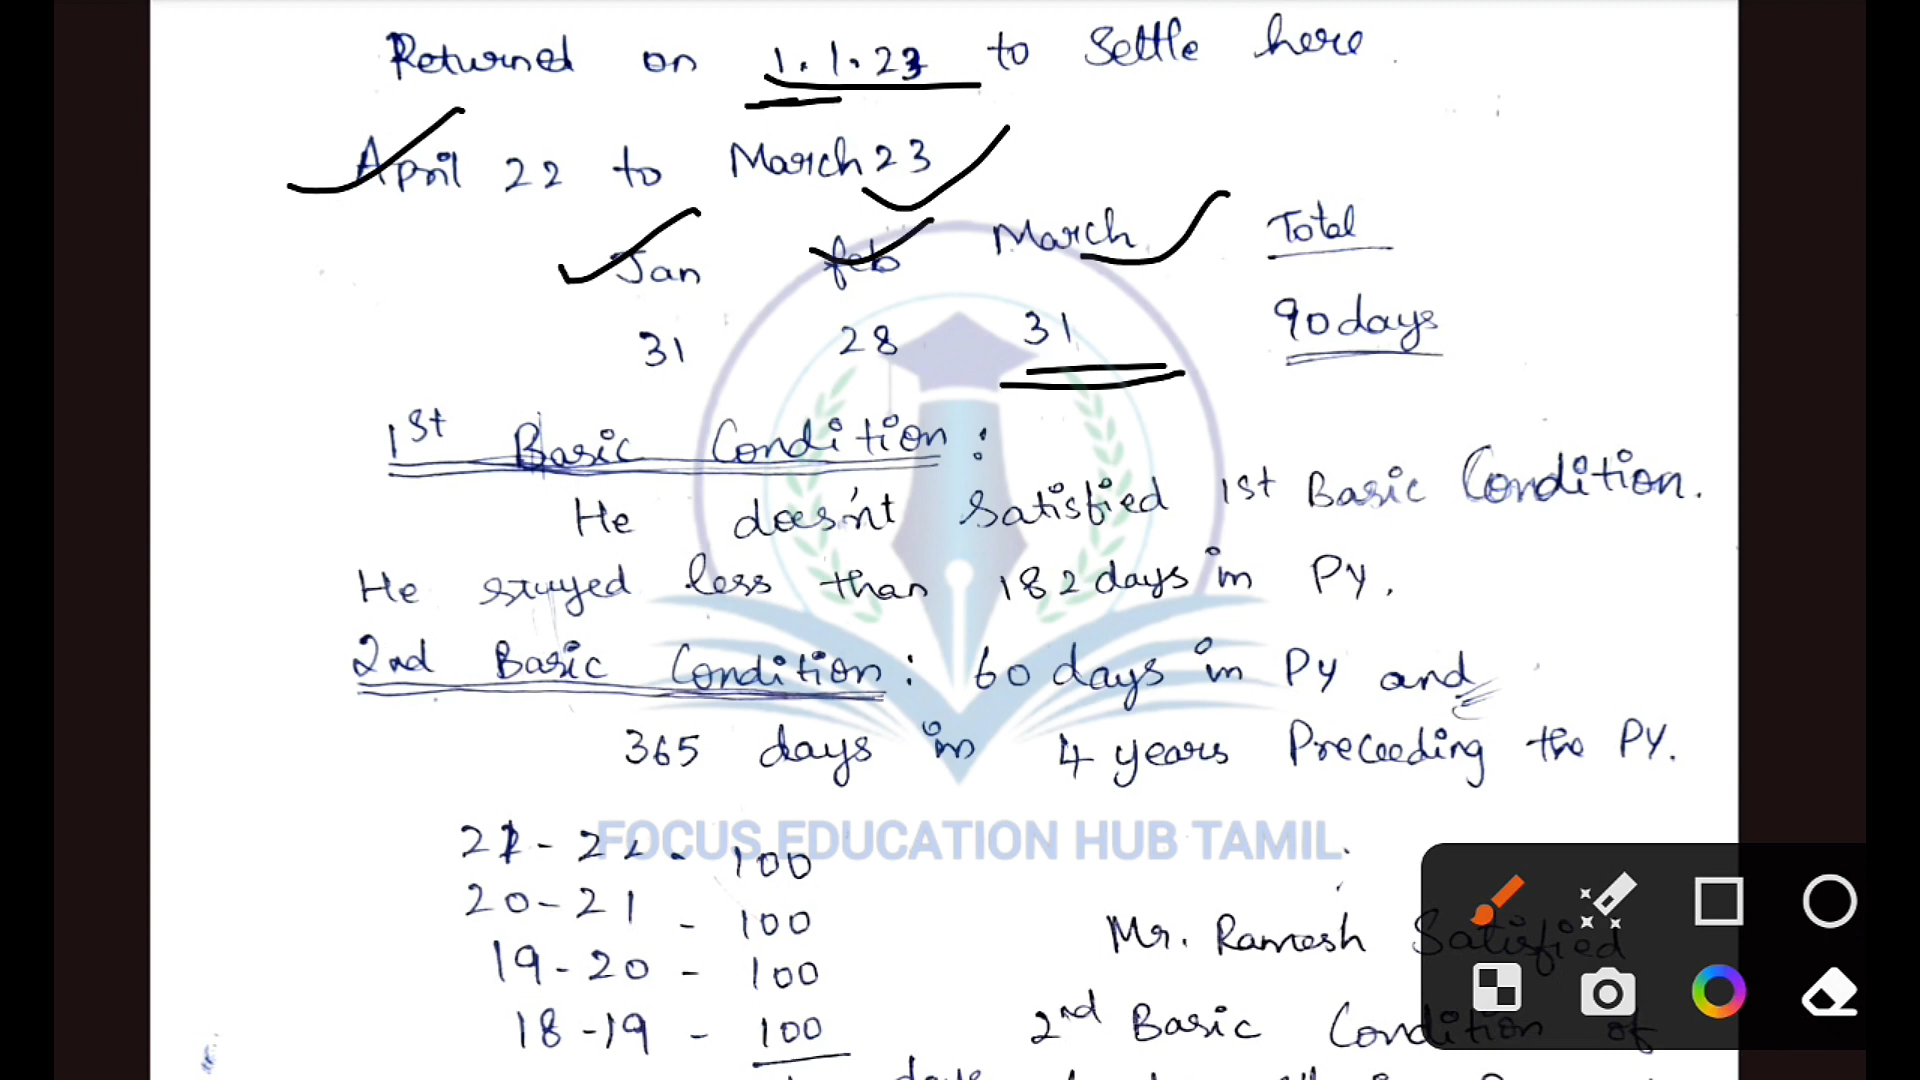 Returned on 1.1.23 to Settle here.
April 22 to March 23
Jan feb March Total
31 28 31 90 days
1st Basic Condition:
He does'nt Satisfied 1st Basic Condition.
He stayed less than 182 days in PY.
2nd Basic Condition: 60 days in PY and
365 days in 4 years Preceeding the PY.
FOCUS EDUCATION HUB TAMIL
21-22 - 100
20-21 - 100
19-20 - 100
18-19 - 100
Mr. Ramesh Satisfied
2nd Basic Condition of
days